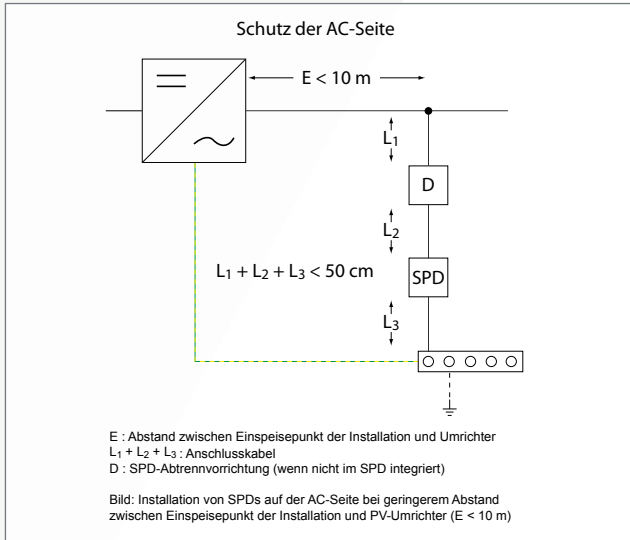 Schutz der AC-Seite
E < 10 m
L₁
D
L₂
L₁ + L₂ + L₃ < 50 cm
SPD
L₃
E : Abstand zwischen Einspeisepunkt der Installation und Umrichter
L₁ + L₂ + L₃ : Anschlusskabel
D : SPD-Abtrennvorrichtung (wenn nicht im SPD integriert)
Bild: Installation von SPDs auf der AC-Seite bei geringerem Abstand
zwischen Einspeisepunkt der Installation und PV-Umrichter (E < 10 m)